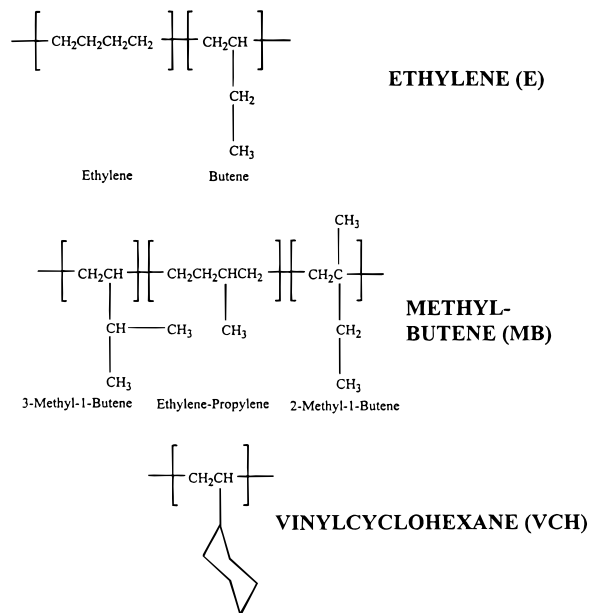 CH₂CH₂CH₂CH₂ CH₂CH
ETHYLENE (E)
CH₂
CH₃
Ethylene Butene
CH₃
CH₂CH CH₂CH₂CHCH₂ CH₂C
METHYL-
BUTENE (MB)
CH CH₃ CH₃ CH₂
CH₃ CH₃
3-Methyl-1-Butene Ethylene-Propylene 2-Methyl-1-Butene
CH₂CH
VINYLCYCLOHEXANE (VCH)